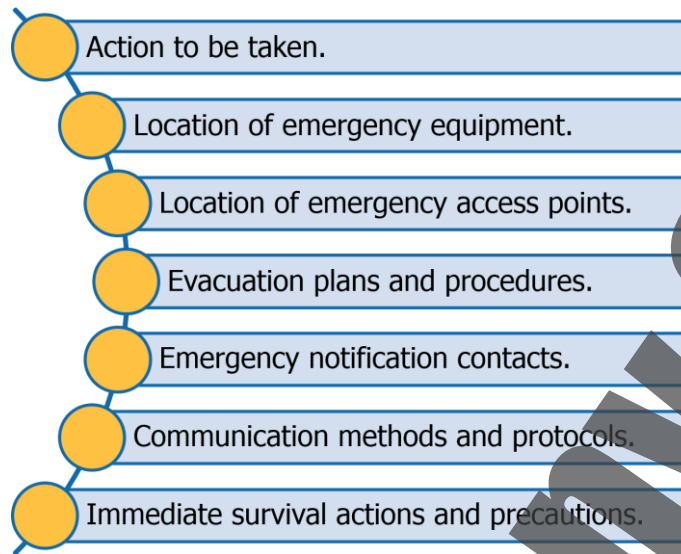 Action to be taken.
Location of emergency equipment.
Location of emergency access points.
Evacuation plans and procedures.
Emergency notification contacts.
Communication methods and protocols.
Immediate survival actions and precautions.